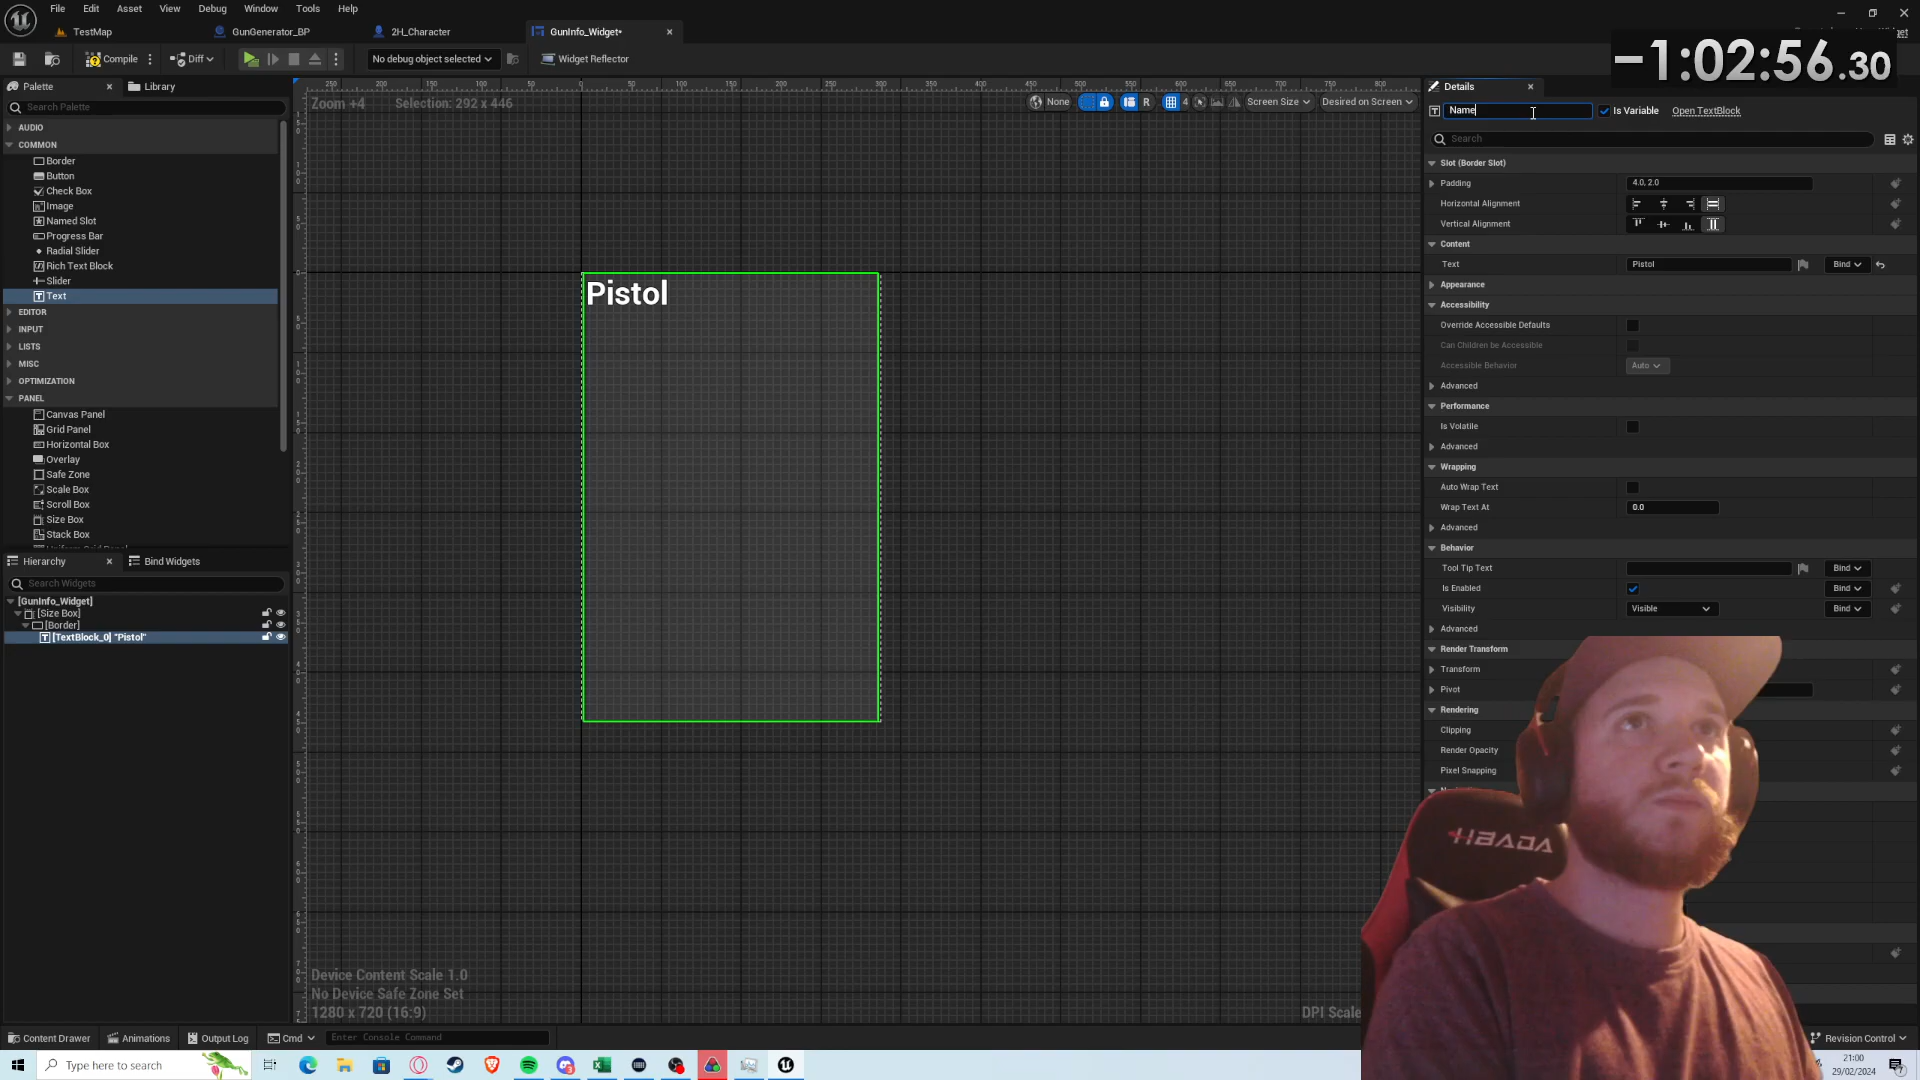 File Edit Asset View Debug Window Tools Help
TestMap GunGenerator_BP 2H_Character GunInfo_Widget*
Compile Diff No debug object selected Widget Reflector
-1:02:56.30
Palette Library
Search Palette
AUDIO
COMMON
Border
Button
Check Box
Image
Named Slot
Progress Bar
Radial Slider
Rich Text Block
Slider
Text
EDITOR
INPUT
LISTS
MISC
OPTIMIZATION
PANEL
Canvas Panel
Grid Panel
Horizontal Box
Overlay
Safe Zone
Scale Box
Scroll Box
Size Box
Stack Box
Hierarchy Bind Widgets
Search Widgets
[GunInfo_Widget]
[Size Box]
[Border]
[TextBlock_0] "Pistol"
Zoom +4 Selection: 292 x 446
None R 4 Screen Size Desired on Screen
Pistol
Device Content Scale 1.0
No Device Safe Zone Set
1280 x 720 (16:9)
DPI Scale
Details
Name Is Variable Open TextBlock
Search
Slot (Border Slot)
Padding 4.0, 2.0
Horizontal Alignment
Vertical Alignment
Content
Text Pistol Bind
Appearance
Accessibility
Override Accessible Defaults
Can Children be Accessible
Accessible Behavior Auto
Advanced
Performance
Is Volatile
Advanced
Wrapping
Auto Wrap Text
Wrap Text At 0.0
Advanced
Behavior
Tool Tip Text Bind
Is Enabled Bind
Visibility Visible Bind
Advanced
Render Transform
Transform
Pivot
Rendering
Clipping
Render Opacity
Pixel Snapping
HBADA
Content Drawer Animations Output Log Cmd Enter Console Command
Revision Control
Type here to search
21:00
29/02/2024